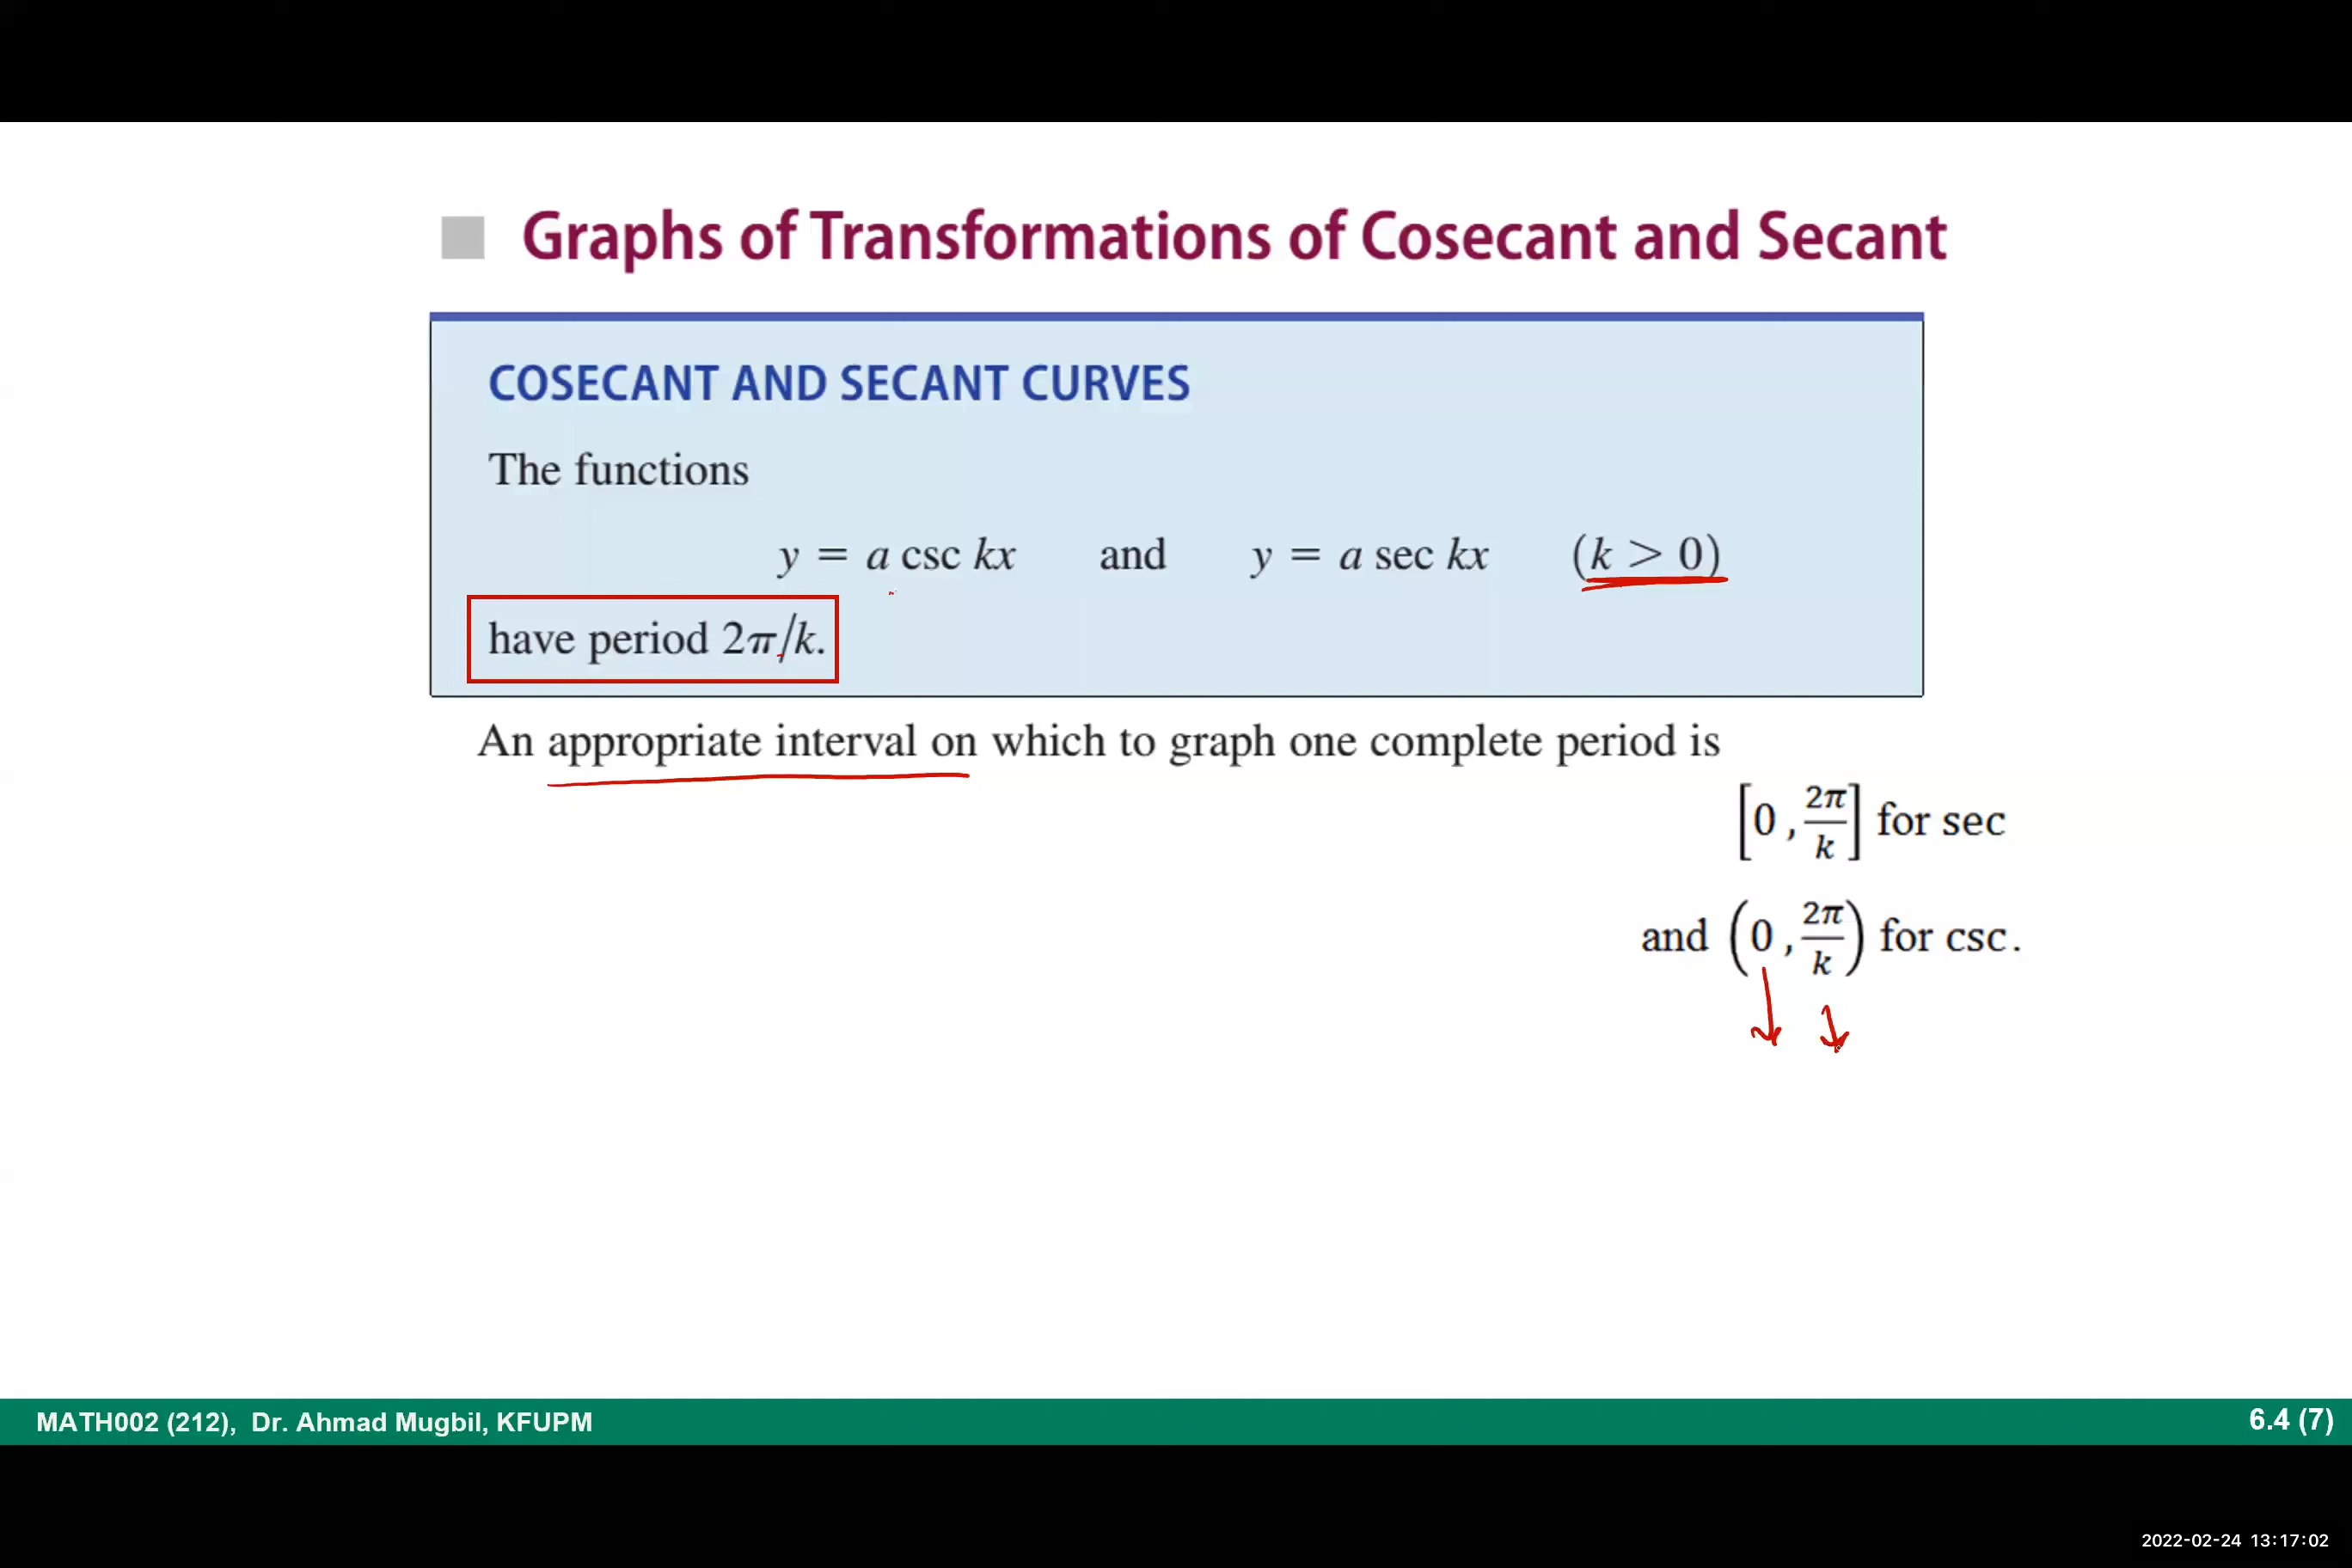 Graphs of Transformations of Cosecant and Secant
COSECANT AND SECANT CURVES
The functions
y = a csc kx and y = a sec kx (k > 0)
have period 2π/k.
An appropriate interval on which to graph one complete period is
[0 , 2π/k] for sec
and (0 , 2π/k) for csc.
MATH002 (212), Dr. Ahmad Mugbil, KFUPM 6.4 (7)
2022-02-24 13:17:02